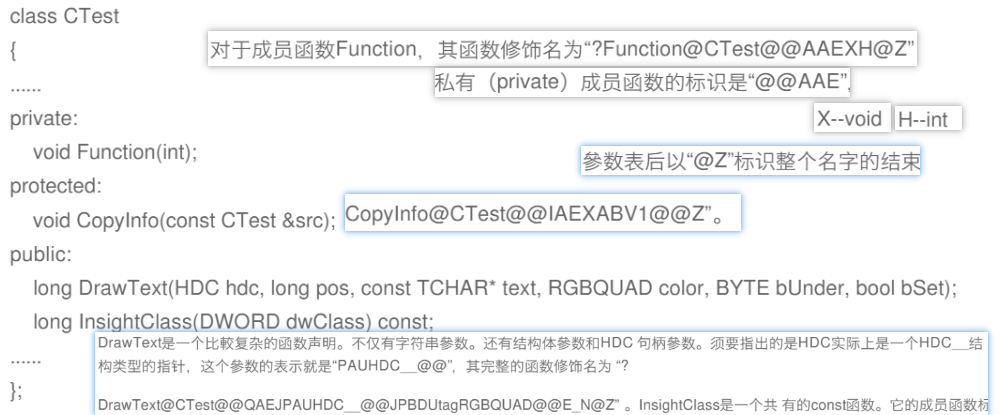 class CTest
{
对于成员函数Function，其函数修饰名为“?Function@CTest@@AAEXH@Z”
私有（private）成员函数的标识是“@@AAE”,
......
X--void
H--int
private:
void Function(int);
參数表后以“@Z”标识整个名字的结束
protected:
void CopyInfo(const CTest &src);
CopyInfo@CTest@@IAEXABV1@@Z”。
public:
long DrawText(HDC hdc, long pos, const TCHAR* text, RGBQUAD color, BYTE bUnder, bool bSet);
long InsightClass(DWORD dwClass) const;
......
DrawText是一个比較复杂的函数声明。不仅有字符串參数。还有结构体參数和HDC 句柄參数。须要指出的是HDC实际上是一个HDC__结
构类型的指针，这个參数的表示就是“PAUHDC__@@”，其完整的函数修饰名为 “?
};
DrawText@CTest@@QAEJPAUHDC__@@JPBDUtagRGBQUAD@@E_N@Z” 。InsightClass是一个共 有的const函数。它的成员函数标